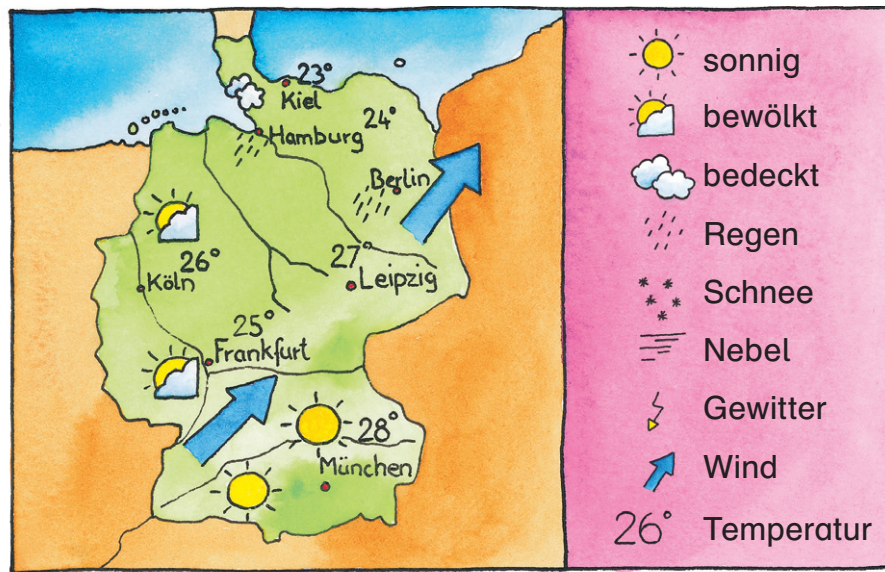 23°
Kiel
24°
Hamburg
Berlin
26°
27°
Köln
Leipzig
25°
Frankfurt
28°
München
sonnig
bewölkt
bedeckt
Regen
Schnee
Nebel
Gewitter
Wind
26° Temperatur